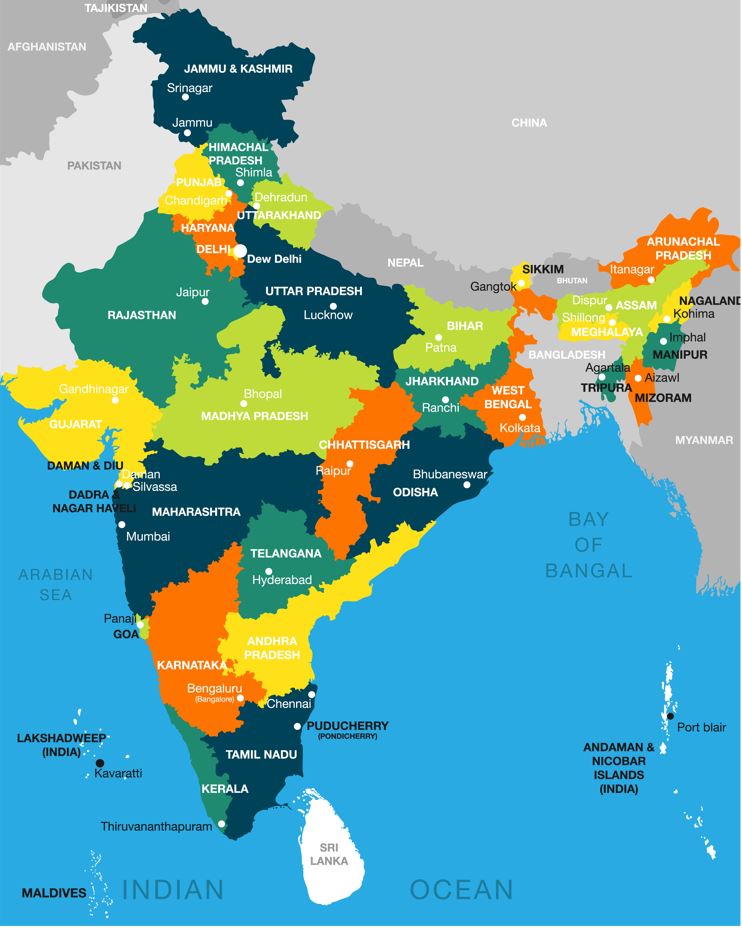 TAJIKISTAN
AFGHANISTAN
JAMMU & KASHMIR
Srinagar
CHINA
Jammu
HIMACHAL
PRADESH
PAKISTAN
Shimla
PUNJAB
Chandigarh
Dehradun
UTTARAKHAND
HARYANA
DELHI
Dew Delhi
ARUNACHAL
PRADESH
NEPAL
SIKKIM
Itanagar
BHUTAN
Gangtok
Jaipur
UTTAR PRADESH
Lucknow
RAJASTHAN
Dispur
ASSAM
NAGALAND
Kohima
Shillong
MEGHALAYA
BIHAR
Patna
Imphal
MANIPUR
BANGLADESH
Agartala
TRIPURA
Aizawl
MIZORAM
JHARKHAND
Ranchi
WEST
BENGAL
Kolkata
Gandhinagar
GUJARAT
Bhopal
MADHYA PRADESH
MYANMAR
CHHATTISGARH
Raipur
DAMAN & DIU
Daman
Silvassa
DADRA &
NAGAR HAVELI
Bhubaneswar
ODISHA
MAHARASHTRA
Mumbai
BAY
OF
BANGAL
TELANGANA
Hyderabad
ARABIAN
SEA
Panaji
GOA
ANDHRA
PRADESH
KARNATAKA
Bengaluru
(Bangalore)
Chennai
PUDUCHERRY
(PONDICHERRY)
LAKSHADWEEP
(INDIA)
Kavaratti
TAMIL NADU
Port blair
ANDAMAN &
NICOBAR
ISLANDS
(INDIA)
KERALA
Thiruvananthapuram
SRI
LANKA
MALDIVES
INDIAN OCEAN